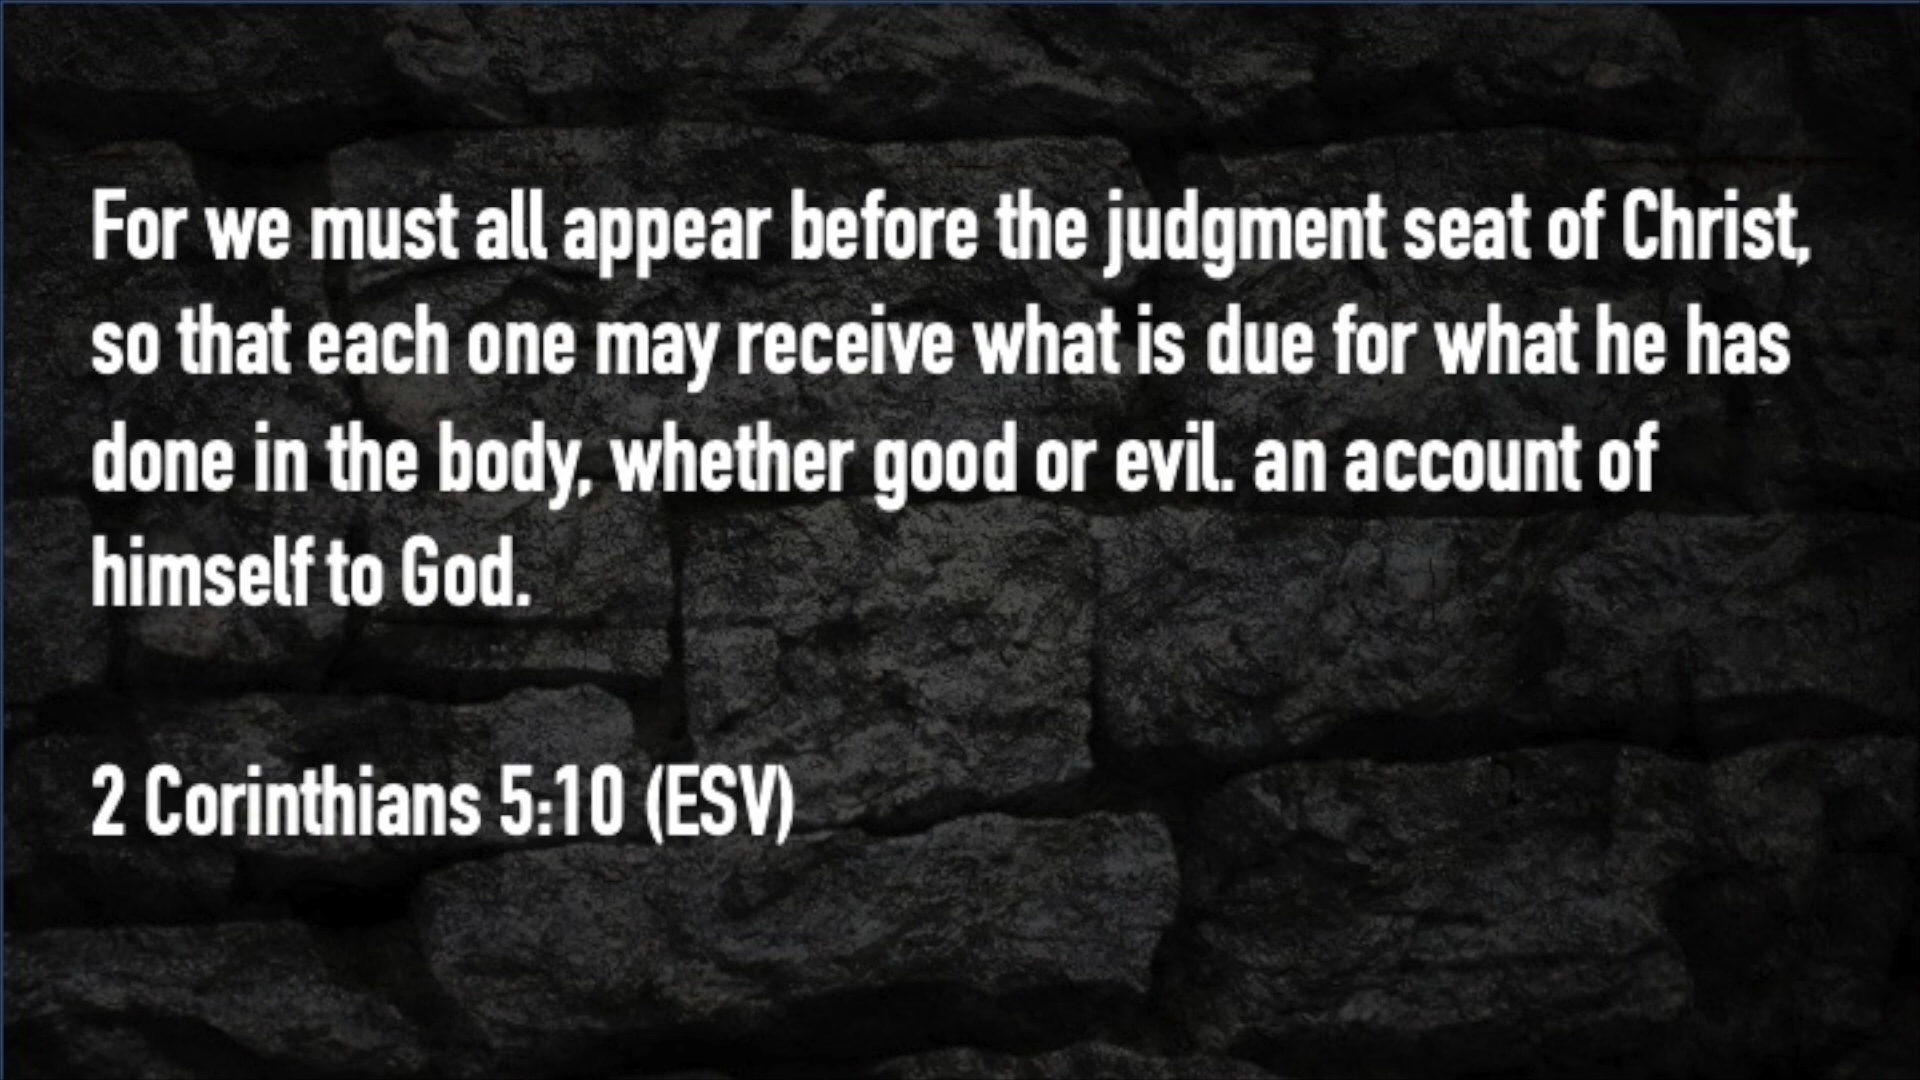 For we must all appear before the judgment seat of Christ,
so that each one may receive what is due for what he has
done in the body, whether good or evil. an account of
himself to God.
2 Corinthians 5:10 (ESV)